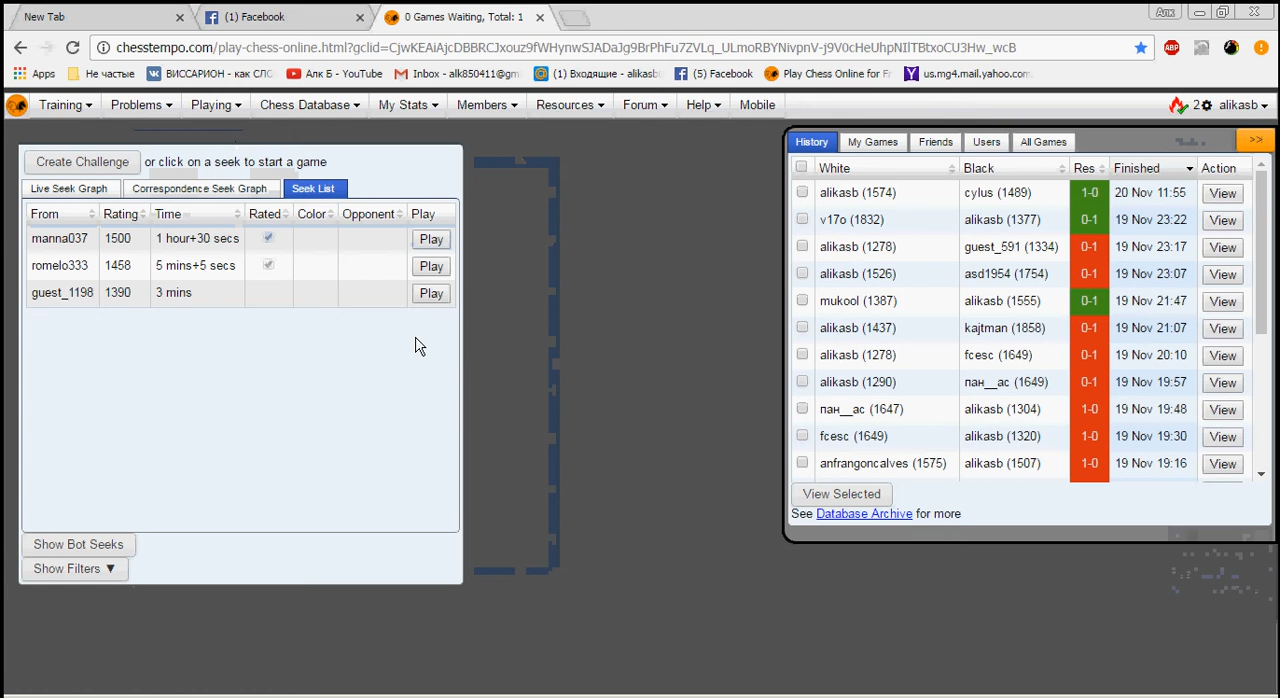 New Tab
(1) Facebook
0 Games Waiting, Total: 1
Алк
chesstempo.com/play-chess-online.html?gclid=CjwKEAiAjcDBBRCJxouz9fWHynwSJADaJg9BrPhFu7ZVLq_ULmoRBYNivpnV-j9V0cHeUhpNIlTBtxoCU3Hw_wcB
ABP
Apps
Не частые
ВИССАРИОН - как СЛО
Алк Б - YouTube
Inbox - alk850411@gm
(1) Входящие - alikasb
(5) Facebook
Play Chess Online for Fr
us.mg4.mail.yahoo.com
Training
Problems
Playing
Chess Database
My Stats
Members
Resources
Forum
Help
Mobile
2
alikasb
Create Challenge or click on a seek to start a game
Live Seek Graph
Correspondence Seek Graph
Seek List
From Rating Time Rated Color Opponent Play
manna037 1500 1 hour+30 secs Play
romelo333 1458 5 mins+5 secs Play
guest_1198 1390 3 mins Play
Show Bot Seeks
Show Filters ▼
History
My Games
Friends
Users
All Games
>>
White Black Res Finished Action
alikasb (1574) cylus (1489) 1-0 20 Nov 11:55 View
v17o (1832) alikasb (1377) 0-1 19 Nov 23:22 View
alikasb (1278) guest_591 (1334) 0-1 19 Nov 23:17 View
alikasb (1526) asd1954 (1754) 0-1 19 Nov 23:07 View
mukool (1387) alikasb (1555) 0-1 19 Nov 21:47 View
alikasb (1437) kajtman (1858) 0-1 19 Nov 21:07 View
alikasb (1278) fcesc (1649) 0-1 19 Nov 20:10 View
alikasb (1290) пан__ас (1649) 0-1 19 Nov 19:57 View
пан__ас (1647) alikasb (1304) 1-0 19 Nov 19:48 View
fcesc (1649) alikasb (1320) 1-0 19 Nov 19:30 View
anfrangoncalves (1575) alikasb (1507) 1-0 19 Nov 19:16 View
View Selected
See Database Archive for more